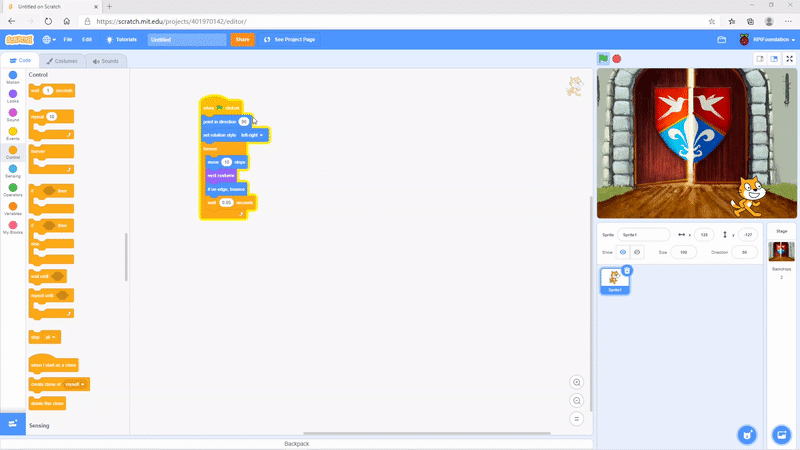 Untitled on Scratch
https://scratch.mit.edu/projects/401970142/editor/
SCRATCH File Edit Tutorials Untitled Share See Project Page RPiFoundation
Code Costumes Sounds
Motion
Looks
Sound
Events
Control
Sensing
Operators
Variables
My Blocks
Control
wait 1 seconds
repeat 10
forever
if then
if then
else
wait until
repeat until
stop all
when I start as a clone
create clone of myself
delete this clone
Sensing
when clicked
point in direction 90
set rotation style left-right
forever
move 10 steps
next costume
if on edge, bounce
wait 0.05 seconds
Sprite Sprite1 x y -127
Show Size 100 Direction
Sprite1
Stage
Backdrops
2
Backpack